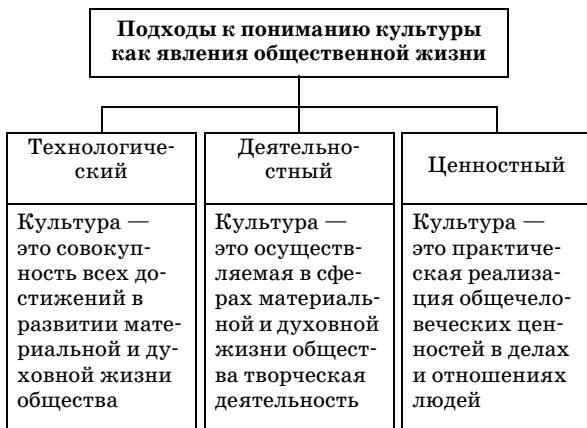 Подходы к пониманию культуры
как явления общественной жизни
Технологиче-
ский
Культура —
это совокуп-
ность всех до-
стижений в
развитии мате-
риальной и ду-
ховной жизни
общества
Деятельно-
стный
Культура —
это осуществ-
ляемая в сфе-
рах материаль-
ной и духовной
жизни общест-
ва творческая
деятельность
Ценностный
Культура —
это практиче-
ская реализа-
ция общечело-
веческих цен-
ностей в делах
и отношениях
людей